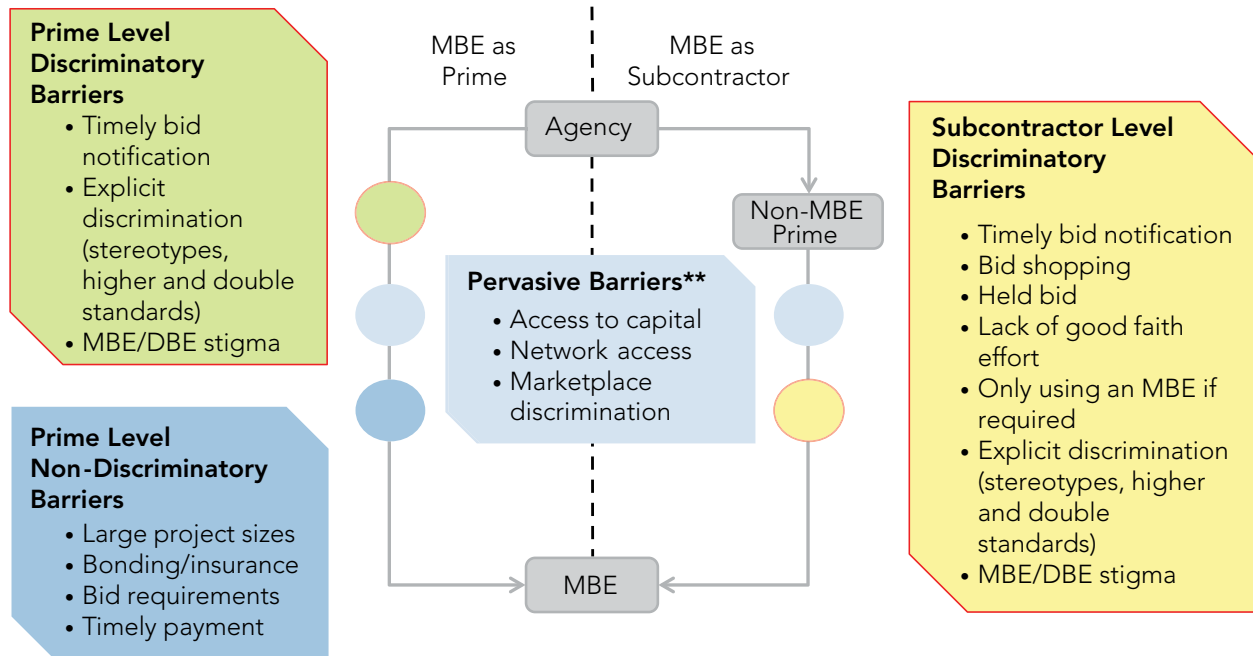 Prime Level
Discriminatory
Barriers
• Timely bid
notification
• Explicit
discrimination
(stereotypes,
higher and double
standards)
• MBE/DBE stigma
Prime Level
Non-Discriminatory
Barriers
• Large project sizes
• Bonding/insurance
• Bid requirements
• Timely payment
MBE as
Prime
MBE as
Subcontractor
Agency
Non-MBE
Prime
Pervasive Barriers**
• Access to capital
• Network access
• Marketplace
discrimination
MBE
Subcontractor Level
Discriminatory
Barriers
• Timely bid notification
• Bid shopping
• Held bid
• Lack of good faith
effort
• Only using an MBE if
required
• Explicit discrimination
(stereotypes, higher
and double
standards)
• MBE/DBE stigma